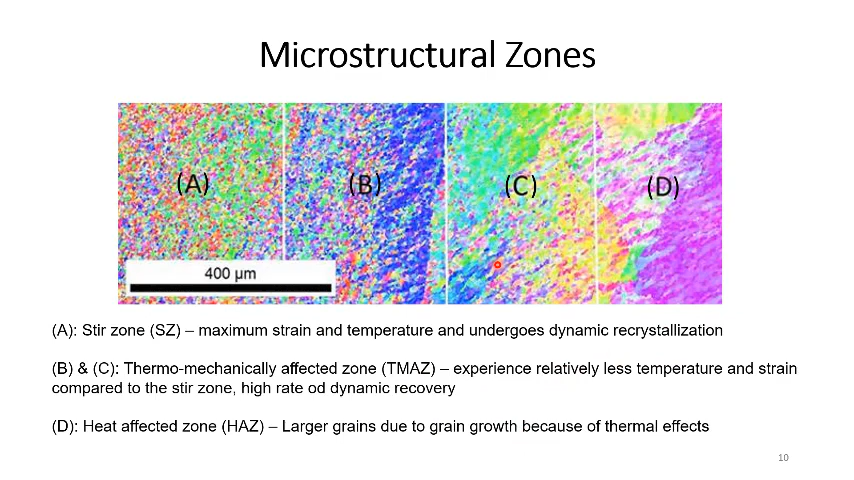 Microstructural Zones
(A)
(B)
(C)
(D)
400 µm
(A): Stir zone (SZ) – maximum strain and temperature and undergoes dynamic recrystallization
(B) & (C): Thermo-mechanically affected zone (TMAZ) – experience relatively less temperature and strain
compared to the stir zone, high rate od dynamic recovery
(D): Heat affected zone (HAZ) – Larger grains due to grain growth because of thermal effects
10